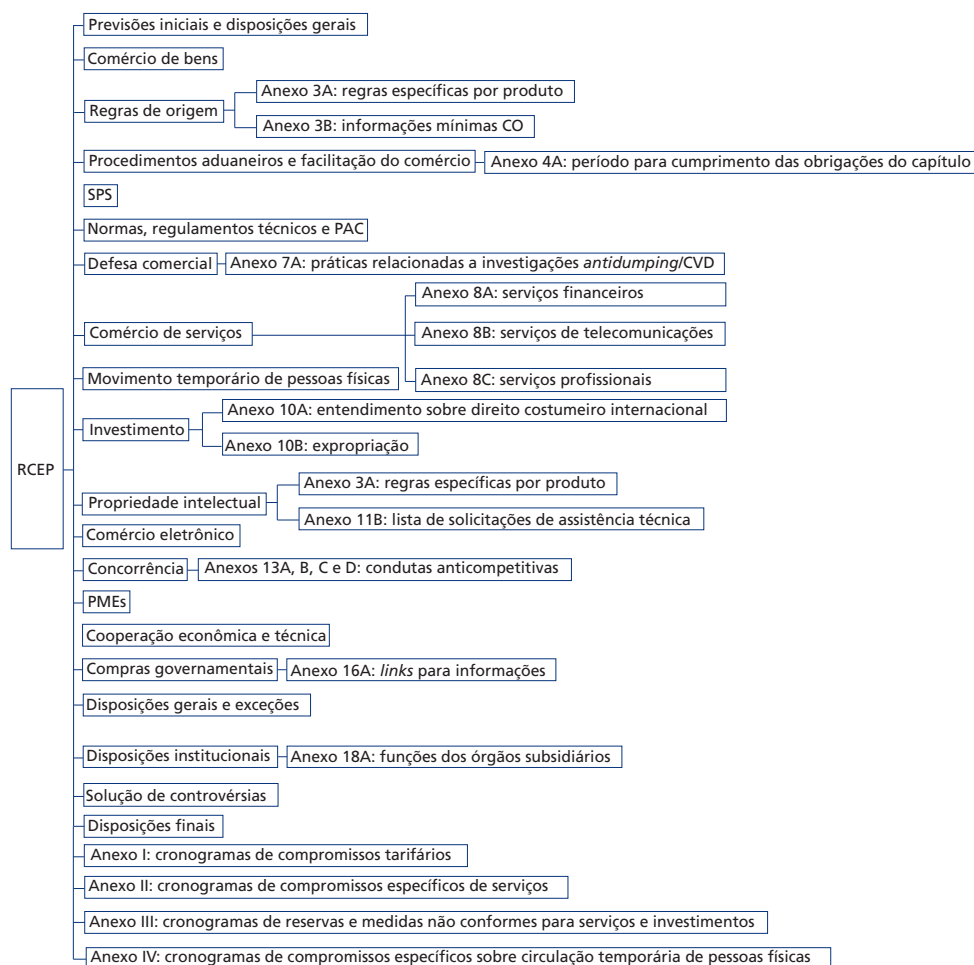 Previsões iniciais e disposições gerais
Comércio de bens
Anexo 3A: regras específicas por produto
Regras de origem
Anexo 3B: informações mínimas CO
Procedimentos aduaneiros e facilitação do comércio
Anexo 4A: período para cumprimento das obrigações do capítulo
SPS
Normas, regulamentos técnicos e PAC
Defesa comercial
Anexo 7A: práticas relacionadas a investigações antidumping/CVD
Anexo 8A: serviços financeiros
Comércio de serviços
Anexo 8B: serviços de telecomunicações
Movimento temporário de pessoas físicas
Anexo 8C: serviços profissionais
Anexo 10A: entendimento sobre direito costumeiro internacional
Investimento
Anexo 10B: expropriação
RCEP
Anexo 3A: regras específicas por produto
Propriedade intelectual
Anexo 11B: lista de solicitações de assistência técnica
Comércio eletrônico
Concorrência
Anexos 13A, B, C e D: condutas anticompetitivas
PMEs
Cooperação econômica e técnica
Compras governamentais
Anexo 16A: links para informações
Disposições gerais e exceções
Disposições institucionais
Anexo 18A: funções dos órgãos subsidiários
Solução de controvérsias
Disposições finais
Anexo I: cronogramas de compromissos tarifários
Anexo II: cronogramas de compromissos específicos de serviços
Anexo III: cronogramas de reservas e medidas não conformes para serviços e investimentos
Anexo IV: cronogramas de compromissos específicos sobre circulação temporária de pessoas físicas